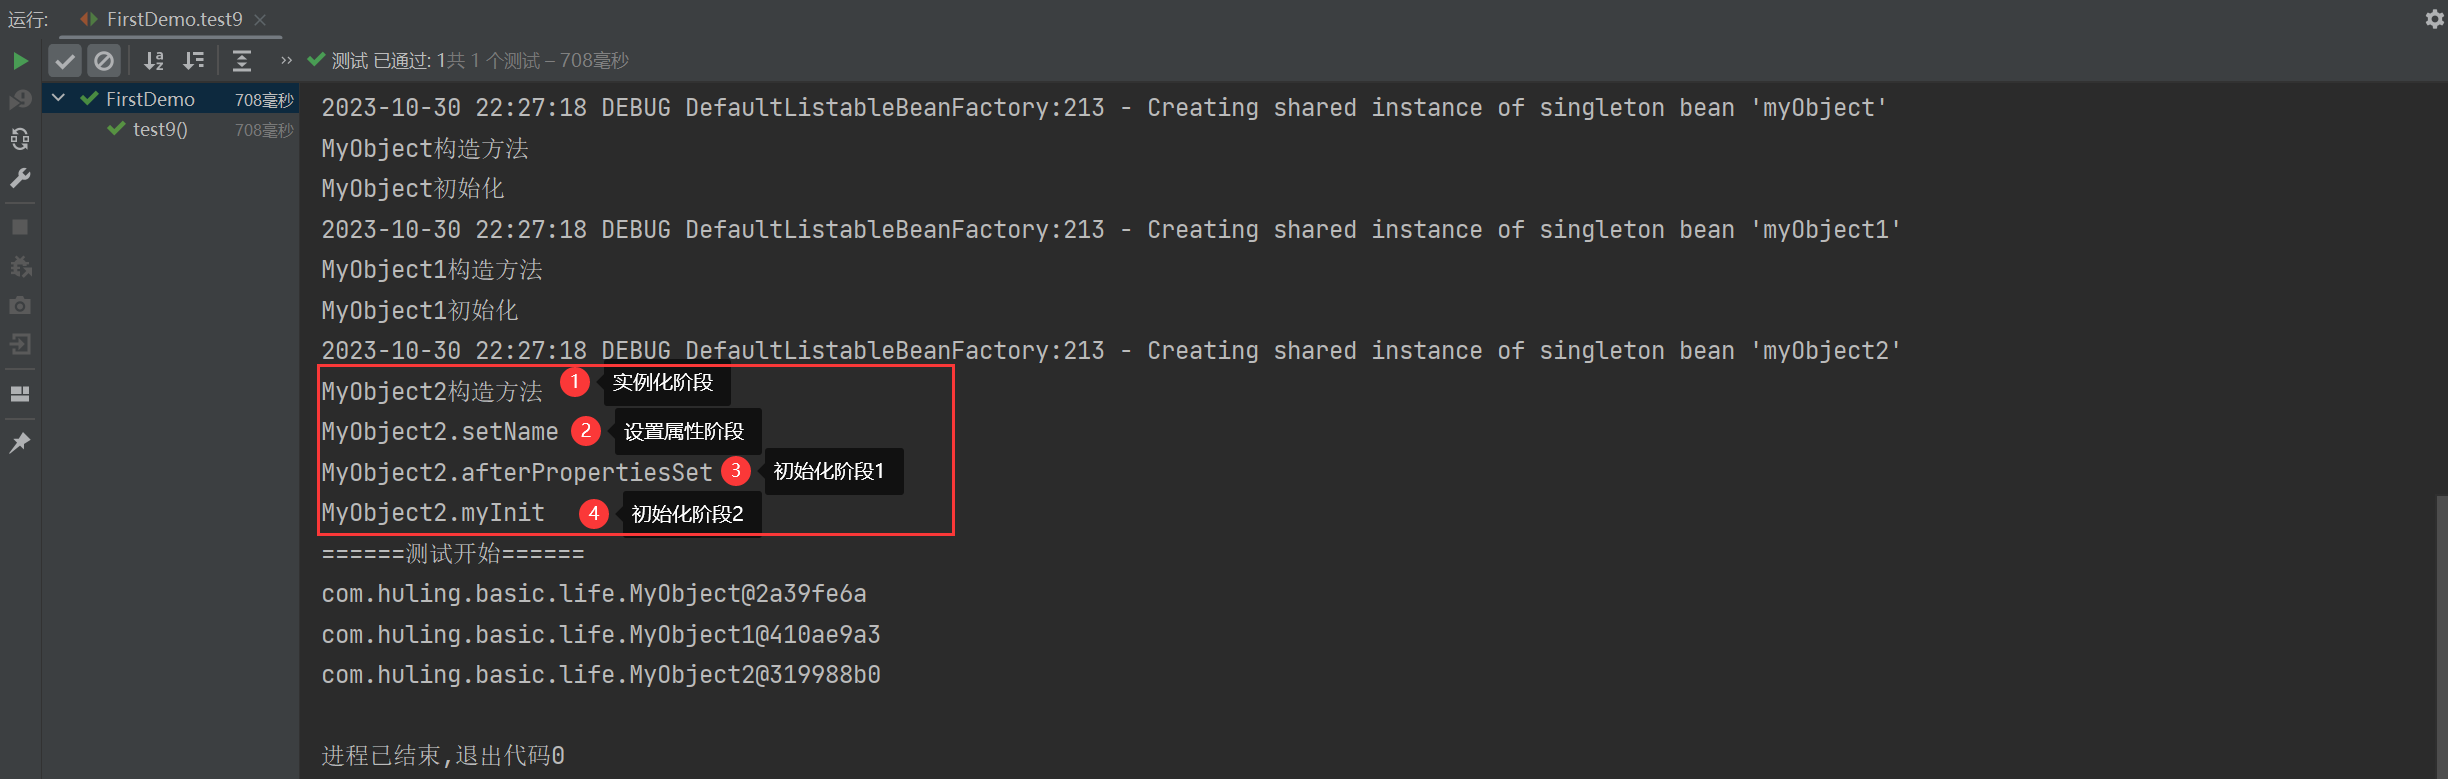 运行: FirstDemo.test9
测试 已通过: 1共 1 个测试 – 708毫秒
FirstDemo 708毫秒
test9() 708毫秒
2023-10-30 22:27:18 DEBUG DefaultListableBeanFactory:213 - Creating shared instance of singleton bean 'myObject'
MyObject构造方法
MyObject初始化
2023-10-30 22:27:18 DEBUG DefaultListableBeanFactory:213 - Creating shared instance of singleton bean 'myObject1'
MyObject1构造方法
MyObject1初始化
2023-10-30 22:27:18 DEBUG DefaultListableBeanFactory:213 - Creating shared instance of singleton bean 'myObject2'
MyObject2构造方法 1 实例化阶段
MyObject2.setName 2 设置属性阶段
MyObject2.afterPropertiesSet 3 初始化阶段1
MyObject2.myInit 4 初始化阶段2
======测试开始======
com.huling.basic.life.MyObject@2a39fe6a
com.huling.basic.life.MyObject1@410ae9a3
com.huling.basic.life.MyObject2@319988b0
进程已结束,退出代码0